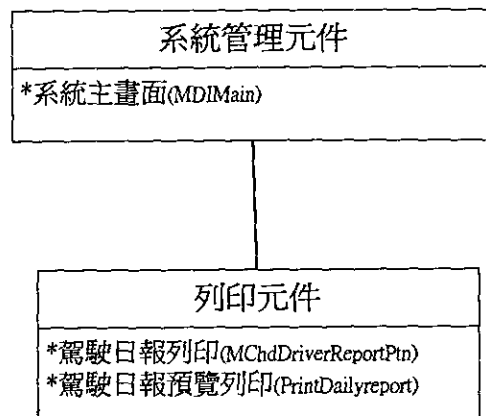 系統管理元件
*系統主畫面(MDIMain)
列印元件
*駕駛日報列印(MChdDriverReportPtn)
*駕駛日報預覽列印(PrintDailyreport)